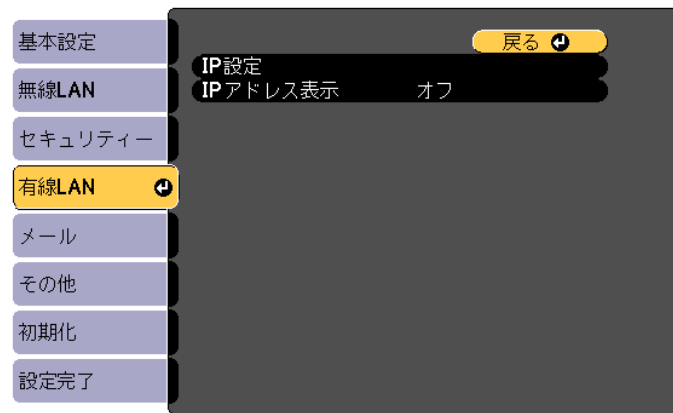 基本設定
無線LAN
セキュリティー
有線LAN
メール
その他
初期化
設定完了
戻る
IP設定
IPアドレス表示 オフ